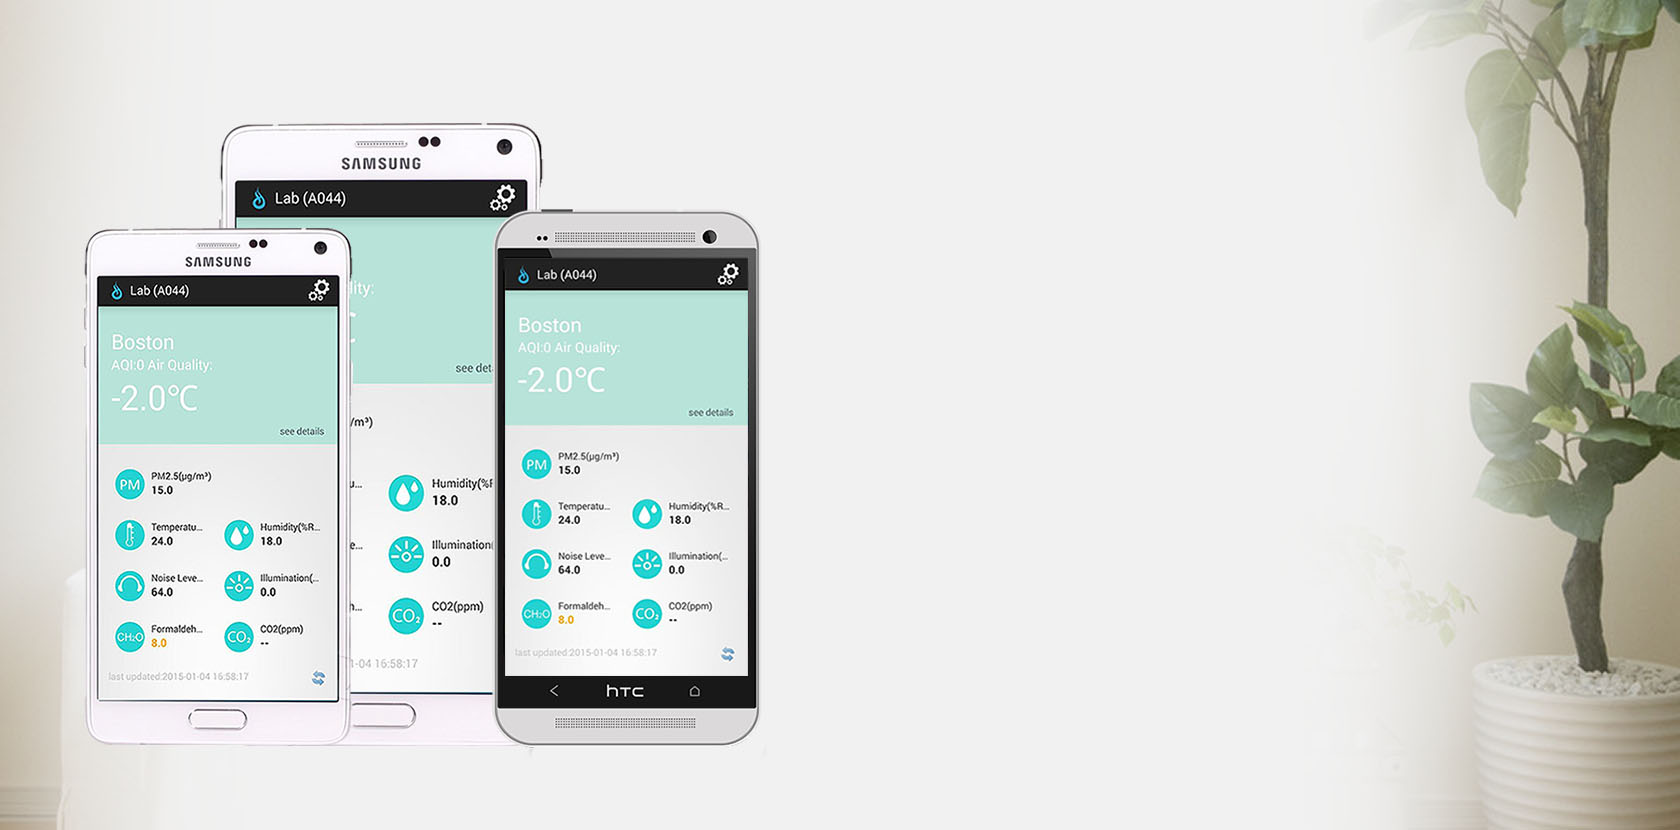 SAMSUNG
Lab (A044)
lity:
see det
/m³)
Humidity(%F
18.0
Illumination(
0.0
CO₂
CO2(ppm)
--
1-04 16:58:17
SAMSUNG
Lab (A044)
Boston
AQI:0 Air Quality:
-2.0℃
see details
PM
PM2.5(µg/m³)
15.0
Temperatu...
24.0
Humidity(%R...
18.0
Noise Leve...
64.0
Illumination(...
0.0
CH₂O
Formaldeh...
8.0
CO₂
CO2(ppm)
--
last updated:2015-01-04 16:58:17
Lab (A044)
Boston
AQI:0 Air Quality:
-2.0℃
see details
PM
PM2.5(µg/m³)
15.0
Temperatu...
24.0
Humidity(%R...
18.0
Noise Leve...
64.0
Illumination(...
0.0
CH₂O
Formaldeh...
8.0
CO₂
CO2(ppm)
--
last updated:2015-01-04 16:58:17
hTC